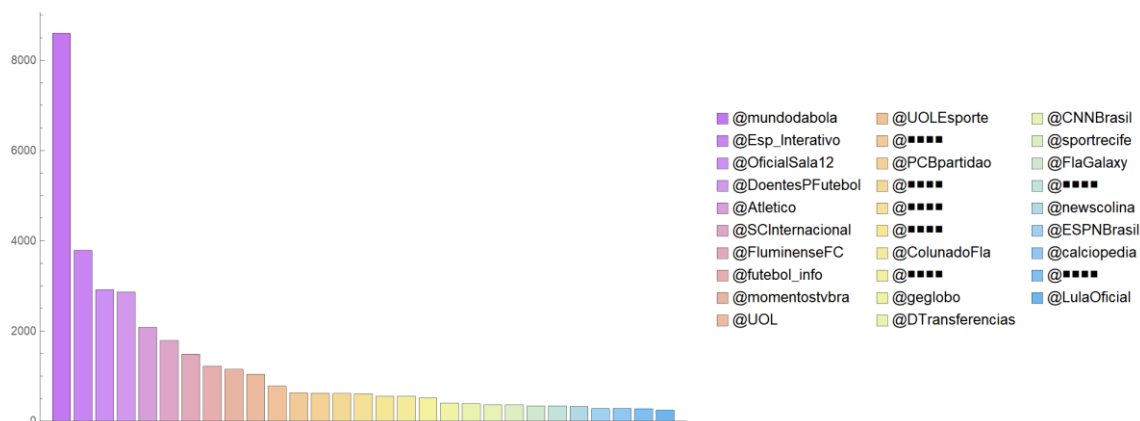 8000
6000
4000
2000
0
@mundodabola
@Esp_Interativo
@OficialSala12
@DoentesPFutebol
@Atletico
@SCInternacional
@FluminenseFC
@futebol_info
@momentostvbra
@UOL
@UOLEsporte
@■■■■
@PCBpartidao
@■■■■
@■■■■
@■■■■
@ColunadoFla
@■■■■
@geglobo
@DTransferencias
@CNNBrasil
@sportrecife
@FlaGalaxy
@■■■■
@newscolina
@ESPNBrasil
@calciopedia
@■■■■
@LulaOficial